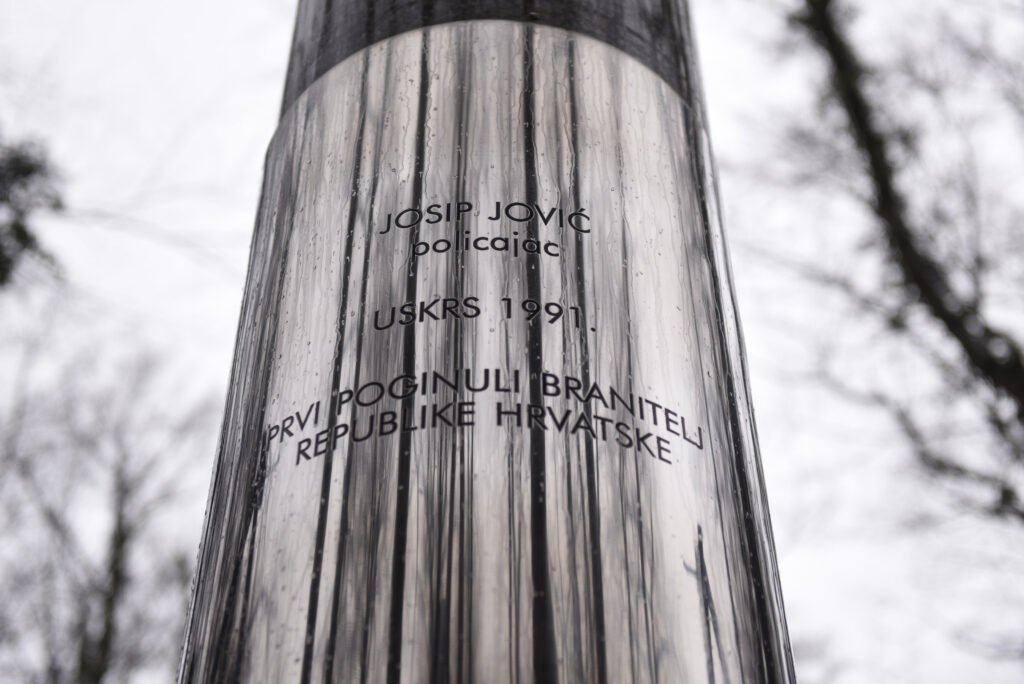 JOSIP JOVIĆ
policajac
USKRS 1991.
PRVI POGINULI BRANITELJ
REPUBLIKE HRVATSKE